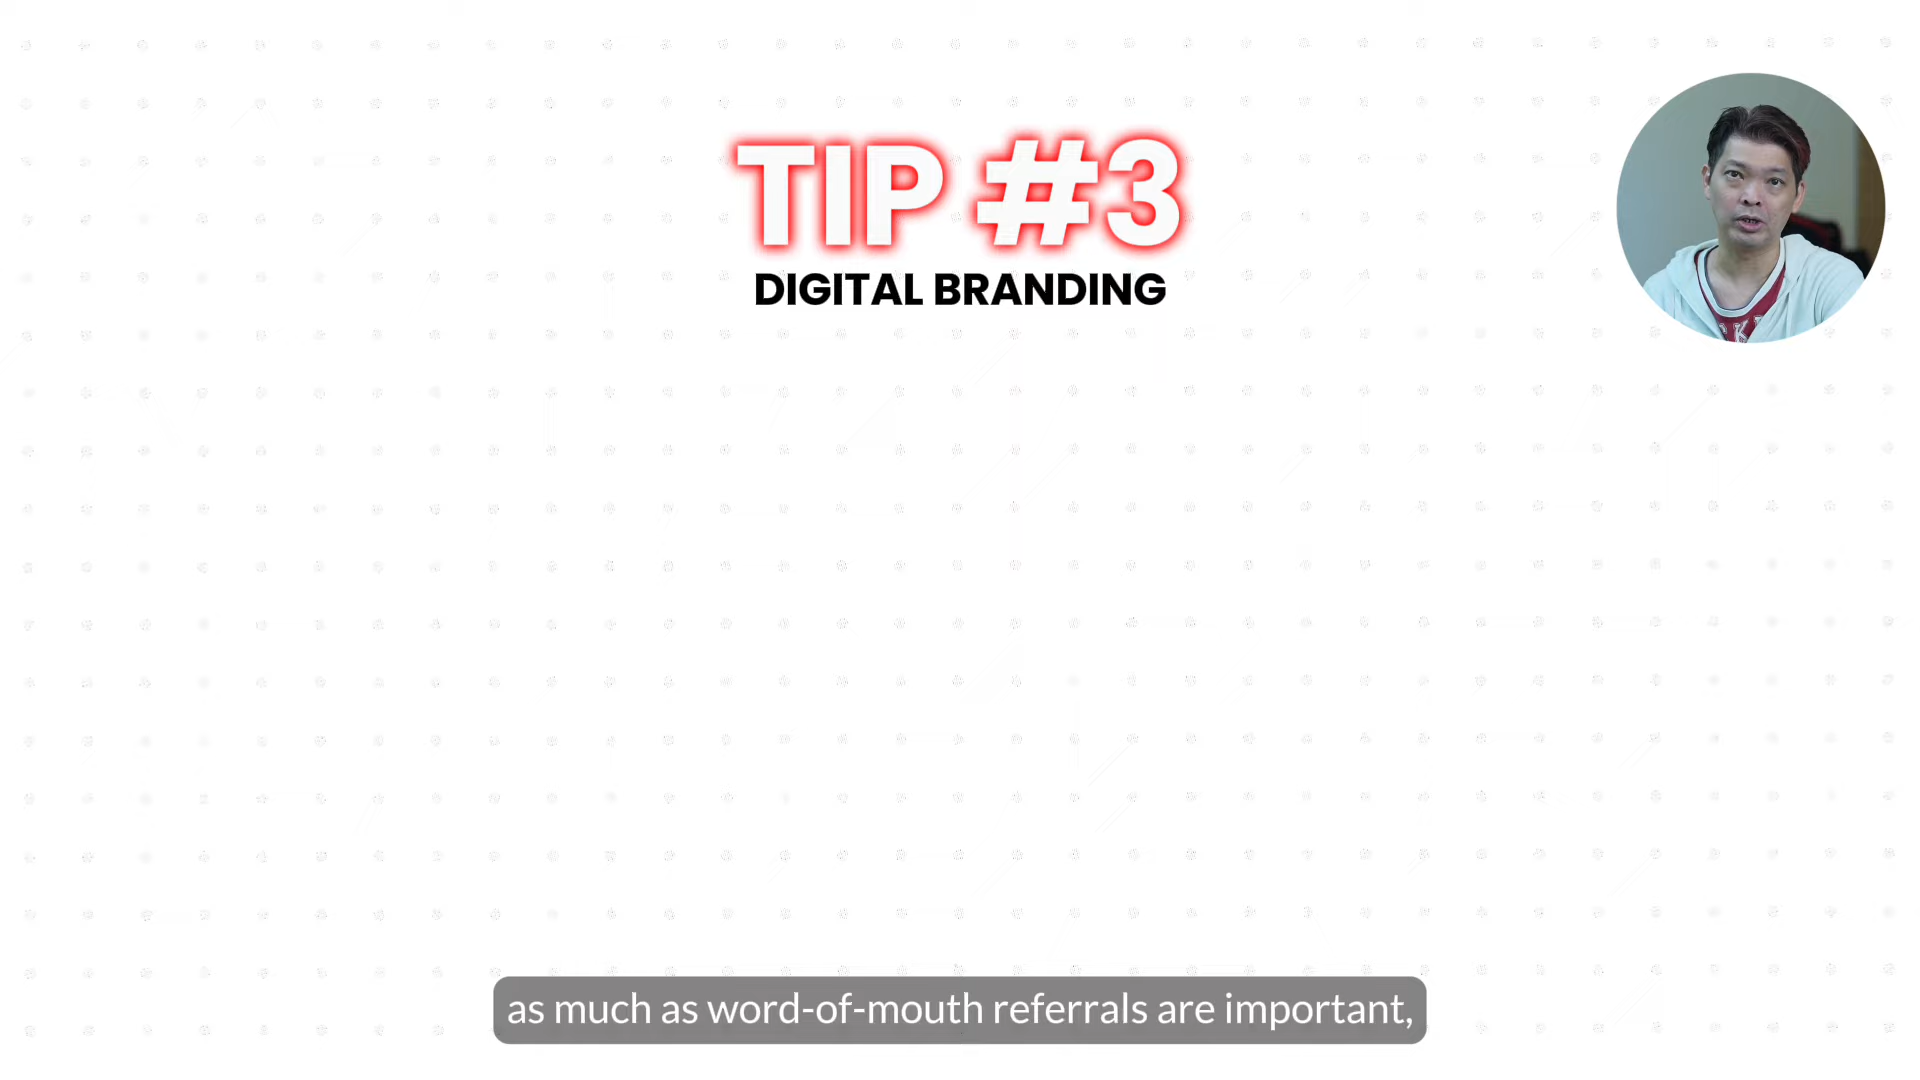 TIP #3
DIGITAL BRANDING
as much as word-of-mouth referrals are important,